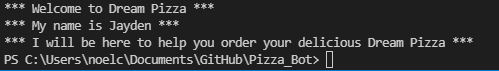 *** Welcome to Dream Pizza ***
*** My name is Jayden ***
*** I will be here to help you order your delicious Dream Pizza ***
PS C:\Users\noelc\Documents\GitHub\Pizza_Bot>